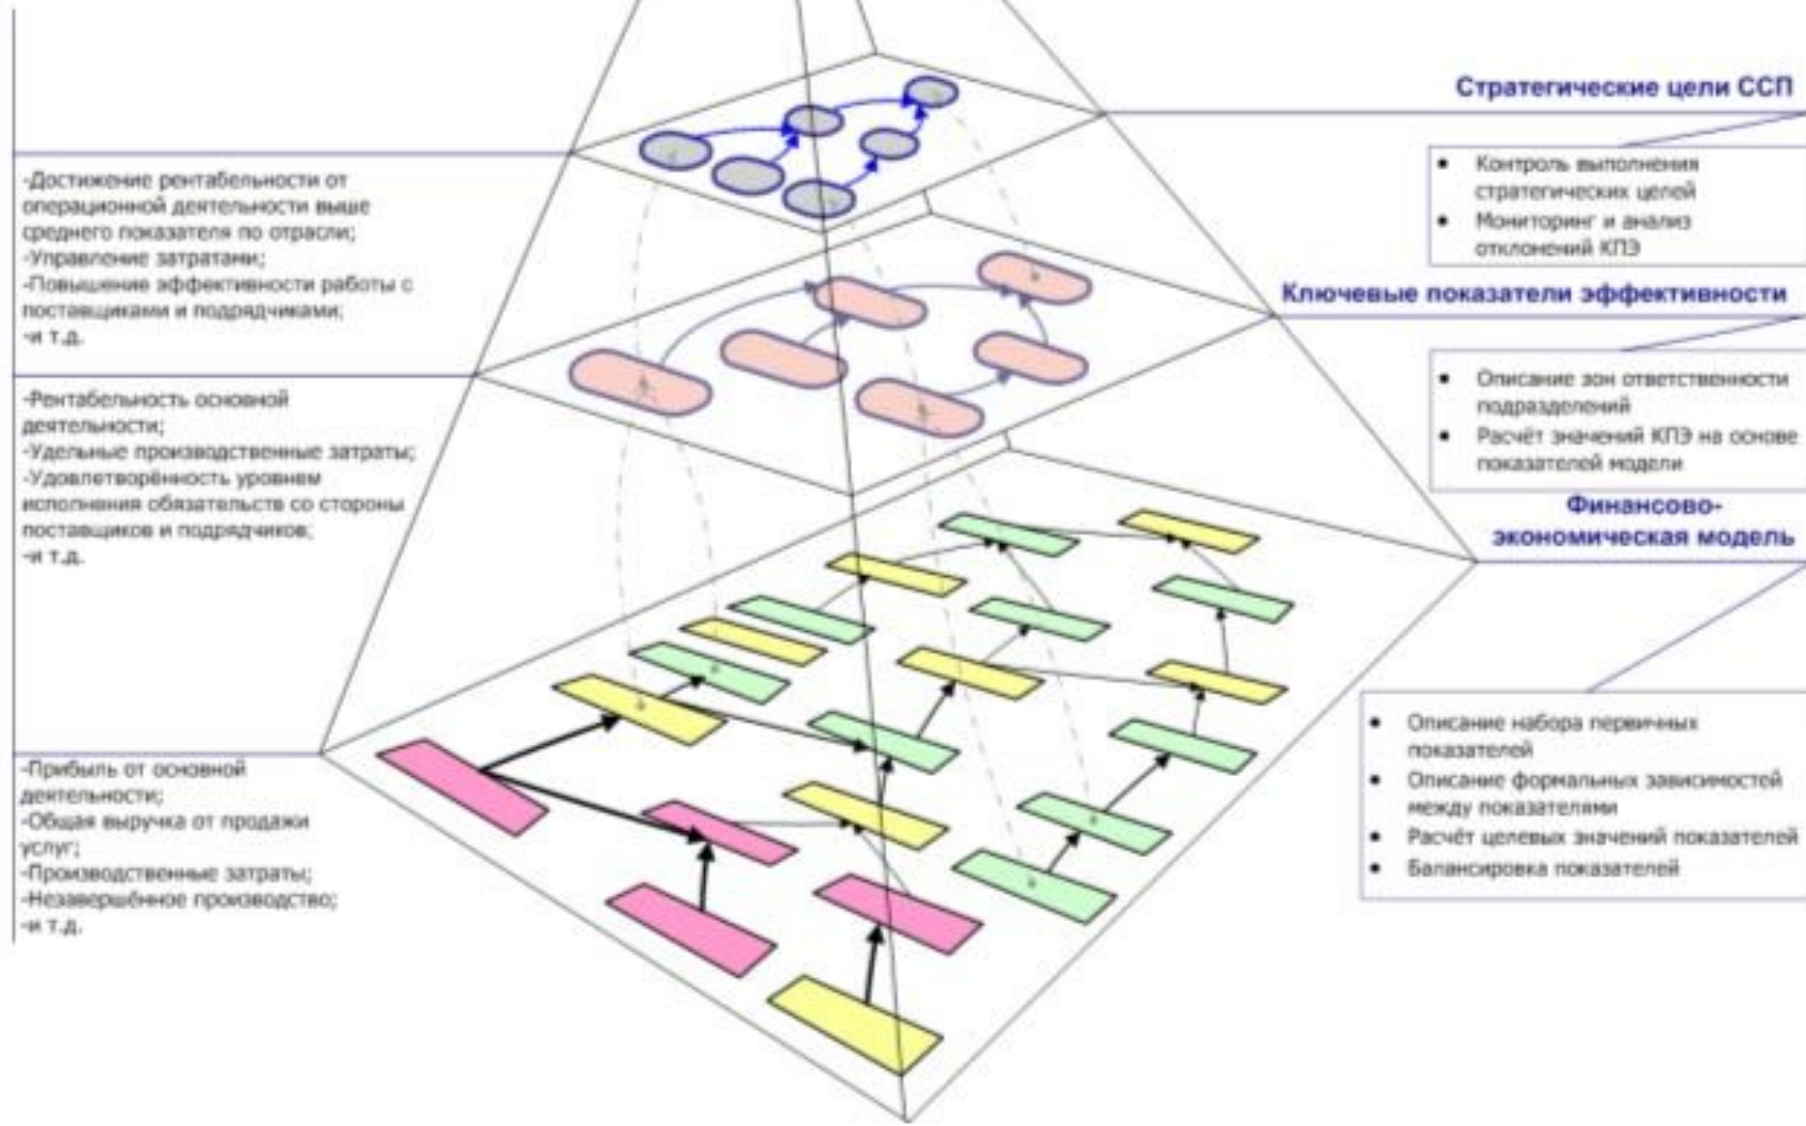 Стратегические цели ССП
• Контроль выполнения
стратегических целей
• Мониторинг и анализ
отклонений КПЭ
-Достижение рентабельности от
операционной деятельности выше
среднего показателя по отрасли;
-Управление затратами;
-Повышение эффективности работы с
поставщиками и подрядчиками;
-и т.д.
Ключевые показатели эффективности
• Описание зон ответственности
подразделений
• Расчёт значений КПЭ на основе
показателей модели
-Рентабельность основной
деятельности;
-Удельные производственные затраты;
-Удовлетворённость уровнем
исполнения обязательств со стороны
поставщиков и подрядчиков;
-и т.д.
Финансово-
экономическая модель
• Описание набора первичных
показателей
• Описание формальных зависимостей
между показателями
• Расчёт целевых значений показателей
• Балансировка показателей
-Прибыль от основной
деятельности;
-Общая выручка от продажи
услуг;
-Производственные затраты;
-Незавершённое производство;
-и т.д.